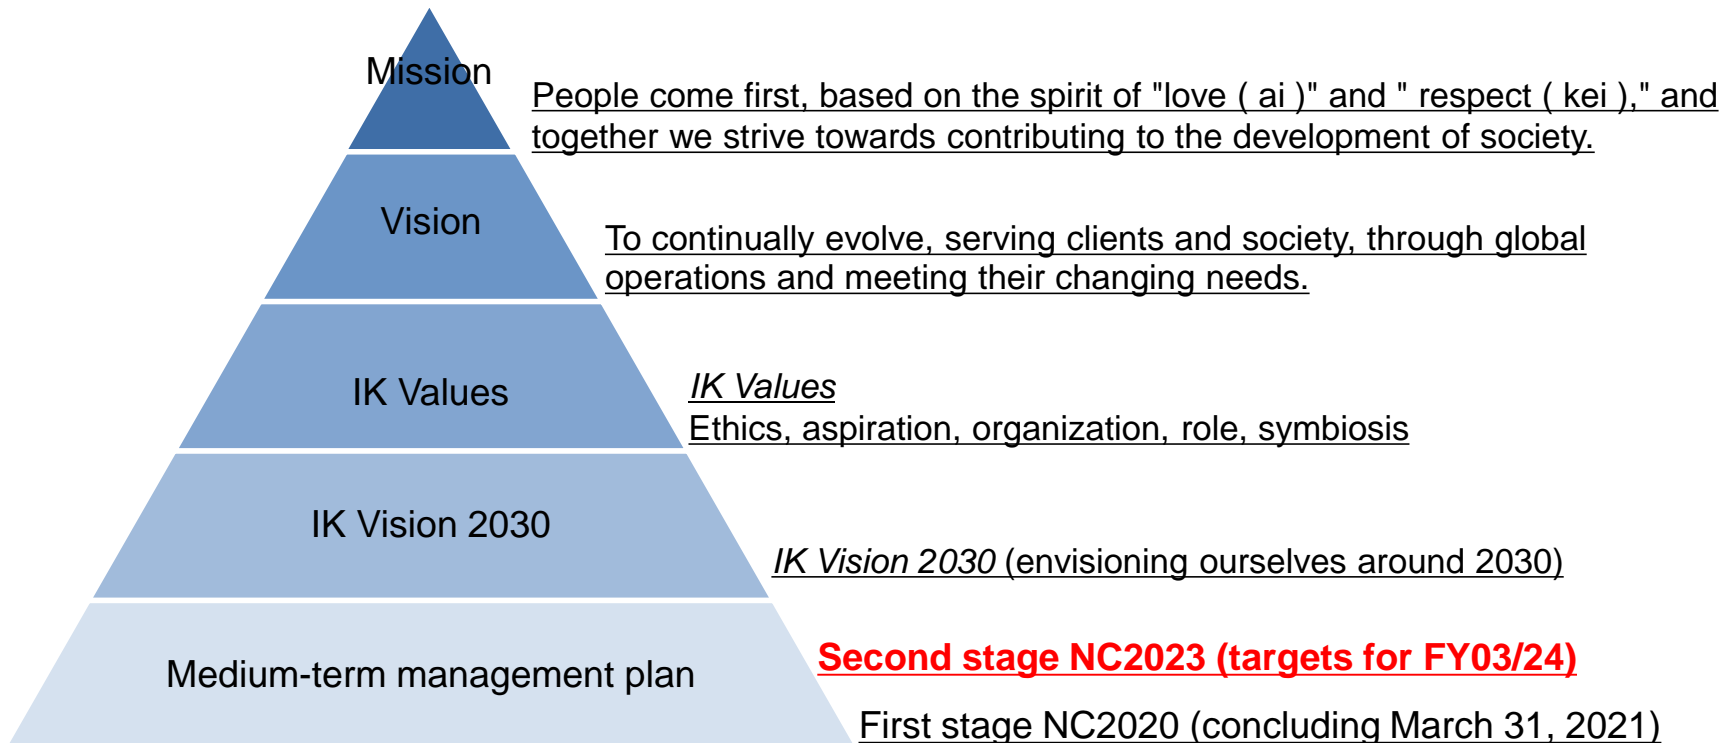 Mission
People come first, based on the spirit of "love ( ai )" and " respect ( kei )," and
together we strive towards contributing to the development of society.
Vision
To continually evolve, serving clients and society, through global
operations and meeting their changing needs.
IK Values
IK Values
Ethics, aspiration, organization, role, symbiosis
IK Vision 2030
IK Vision 2030 (envisioning ourselves around 2030)
Medium-term management plan
Second stage NC2023 (targets for FY03/24)
First stage NC2020 (concluding March 31, 2021)